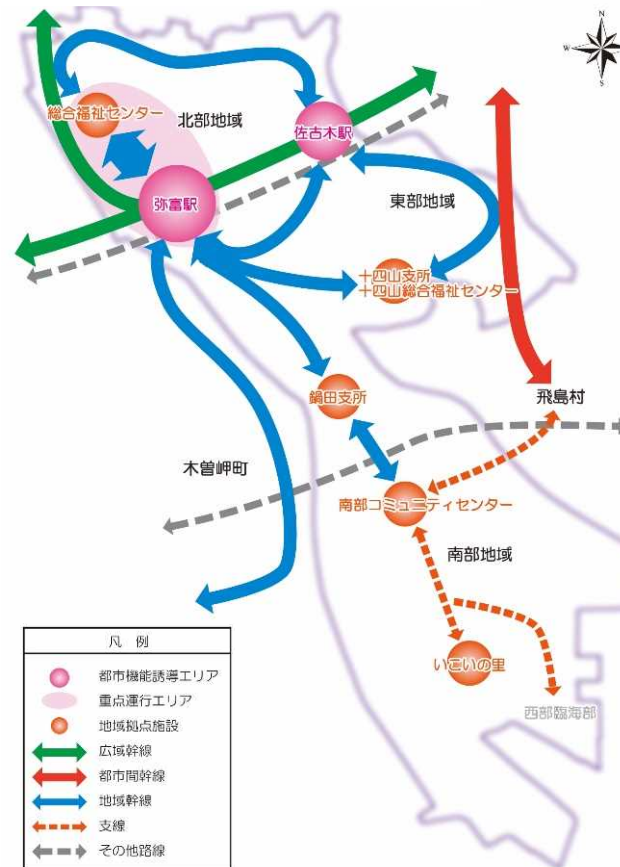 N
W
E
S
総合福祉センター
北部地域
佐古木駅
弥富駅
東部地域
十四山支所
十四山総合福祉センター
鍋田支所
飛島村
木曽岬町
南部コミュニティセンター
南部地域
いこいの里
西部臨海部
凡 例
都市機能誘導エリア
重点運行エリア
地域拠点施設
広域幹線
都市間幹線
地域幹線
支線
その他路線